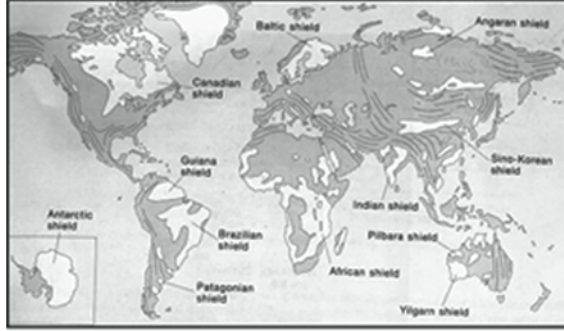 Baltic shield
Angaran shield
Canadian
shield
Guiana
shield
Sino-Korean
shield
Indian shield
Antarctic
shield
Brazilian
shield
Pilbara shield
African shield
Patagonian
shield
Yilgarn shield